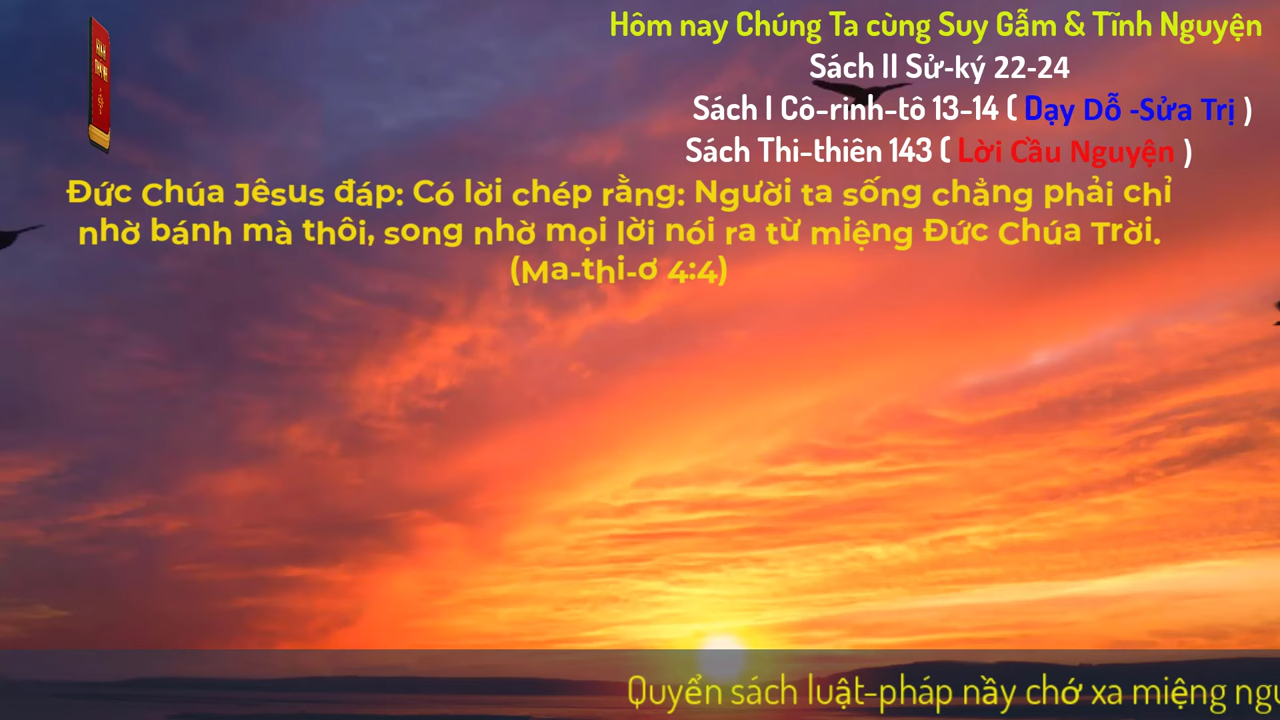 Hôm nay Chúng Ta cùng Suy Gẫm & Tĩnh Nguyện
Sách II Sử-ký 22-24
Sách I Cô-rinh-tô 13-14 ( Dạy Dỗ -Sửa Trị )
Sách Thi-thiên 143 ( Lời Cầu Nguyện )
Đức Chúa Jêsus đáp: Có lời chép rằng: Người ta sống chẳng phải chỉ
nhờ bánh mà thôi, song nhờ mọi lời nói ra từ miệng Đức Chúa Trời.
(Ma-thi-ơ 4:4)
Quyển sách luật-pháp nầy chớ xa miệng